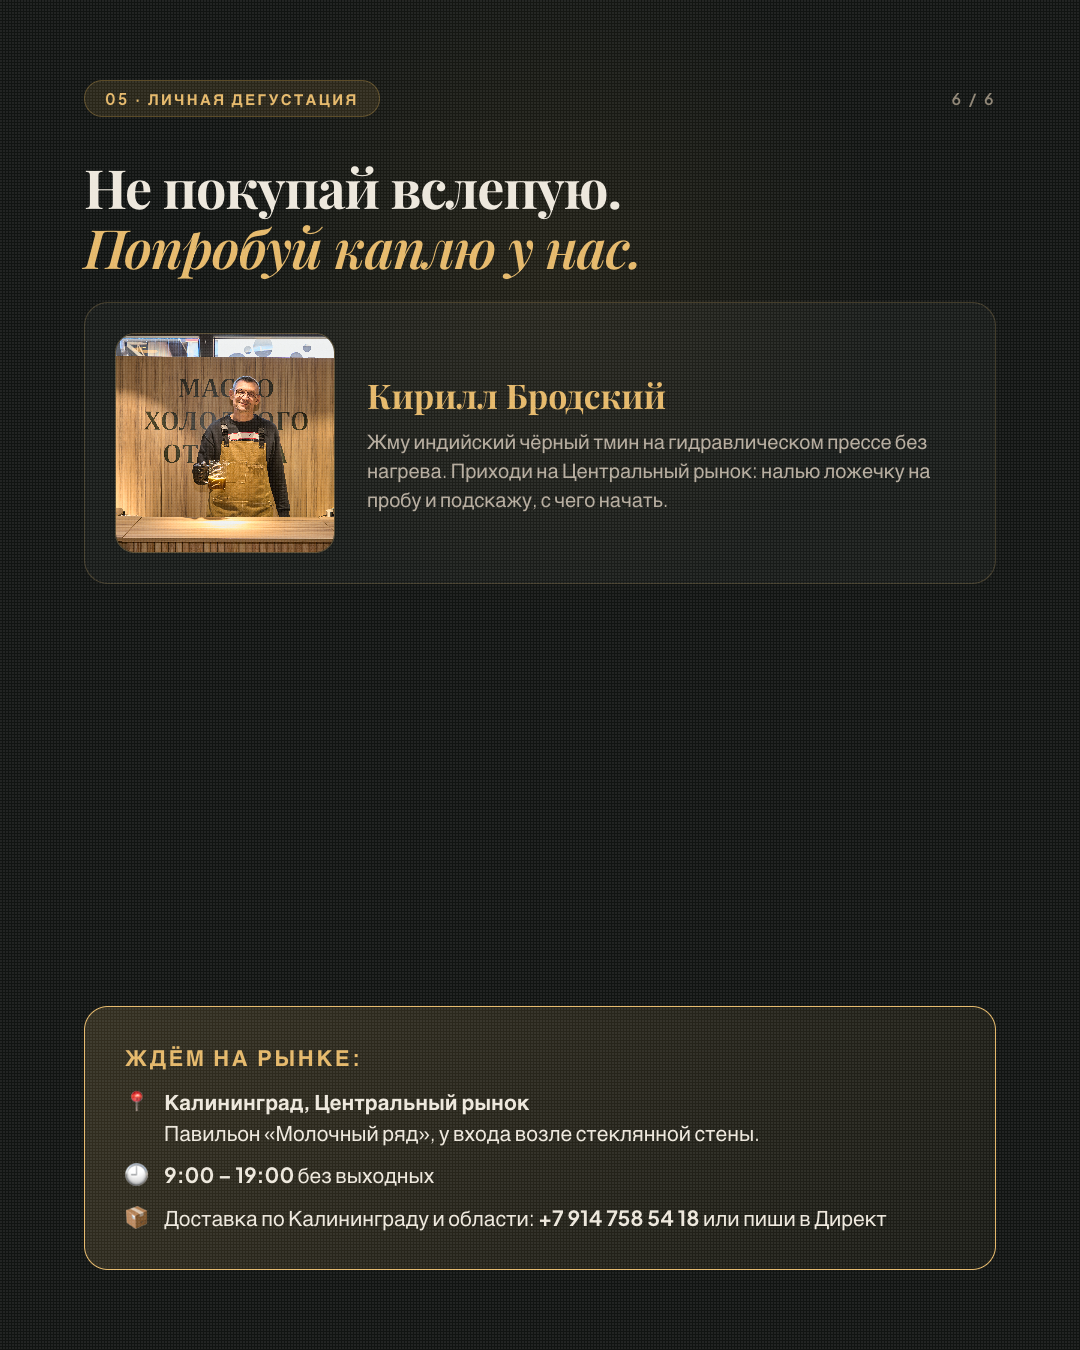 05 · ЛИЧНАЯ ДЕГУСТАЦИЯ
6 / 6
Не покупай вслепую.
Попробуй каплю у нас.
Кирилл Бродский
Жму индийский чёрный тмин на гидравлическом прессе без
нагрева. Приходи на Центральный рынок: налью ложечку на
пробу и подскажу, с чего начать.
ЖДЁМ НА РЫНКЕ:
Калининград, Центральный рынок
Павильон «Молочный ряд», у входа возле стеклянной стены.
9:00 – 19:00 без выходных
Доставка по Калининграду и области: +7 914 758 54 18 или пиши в Директ